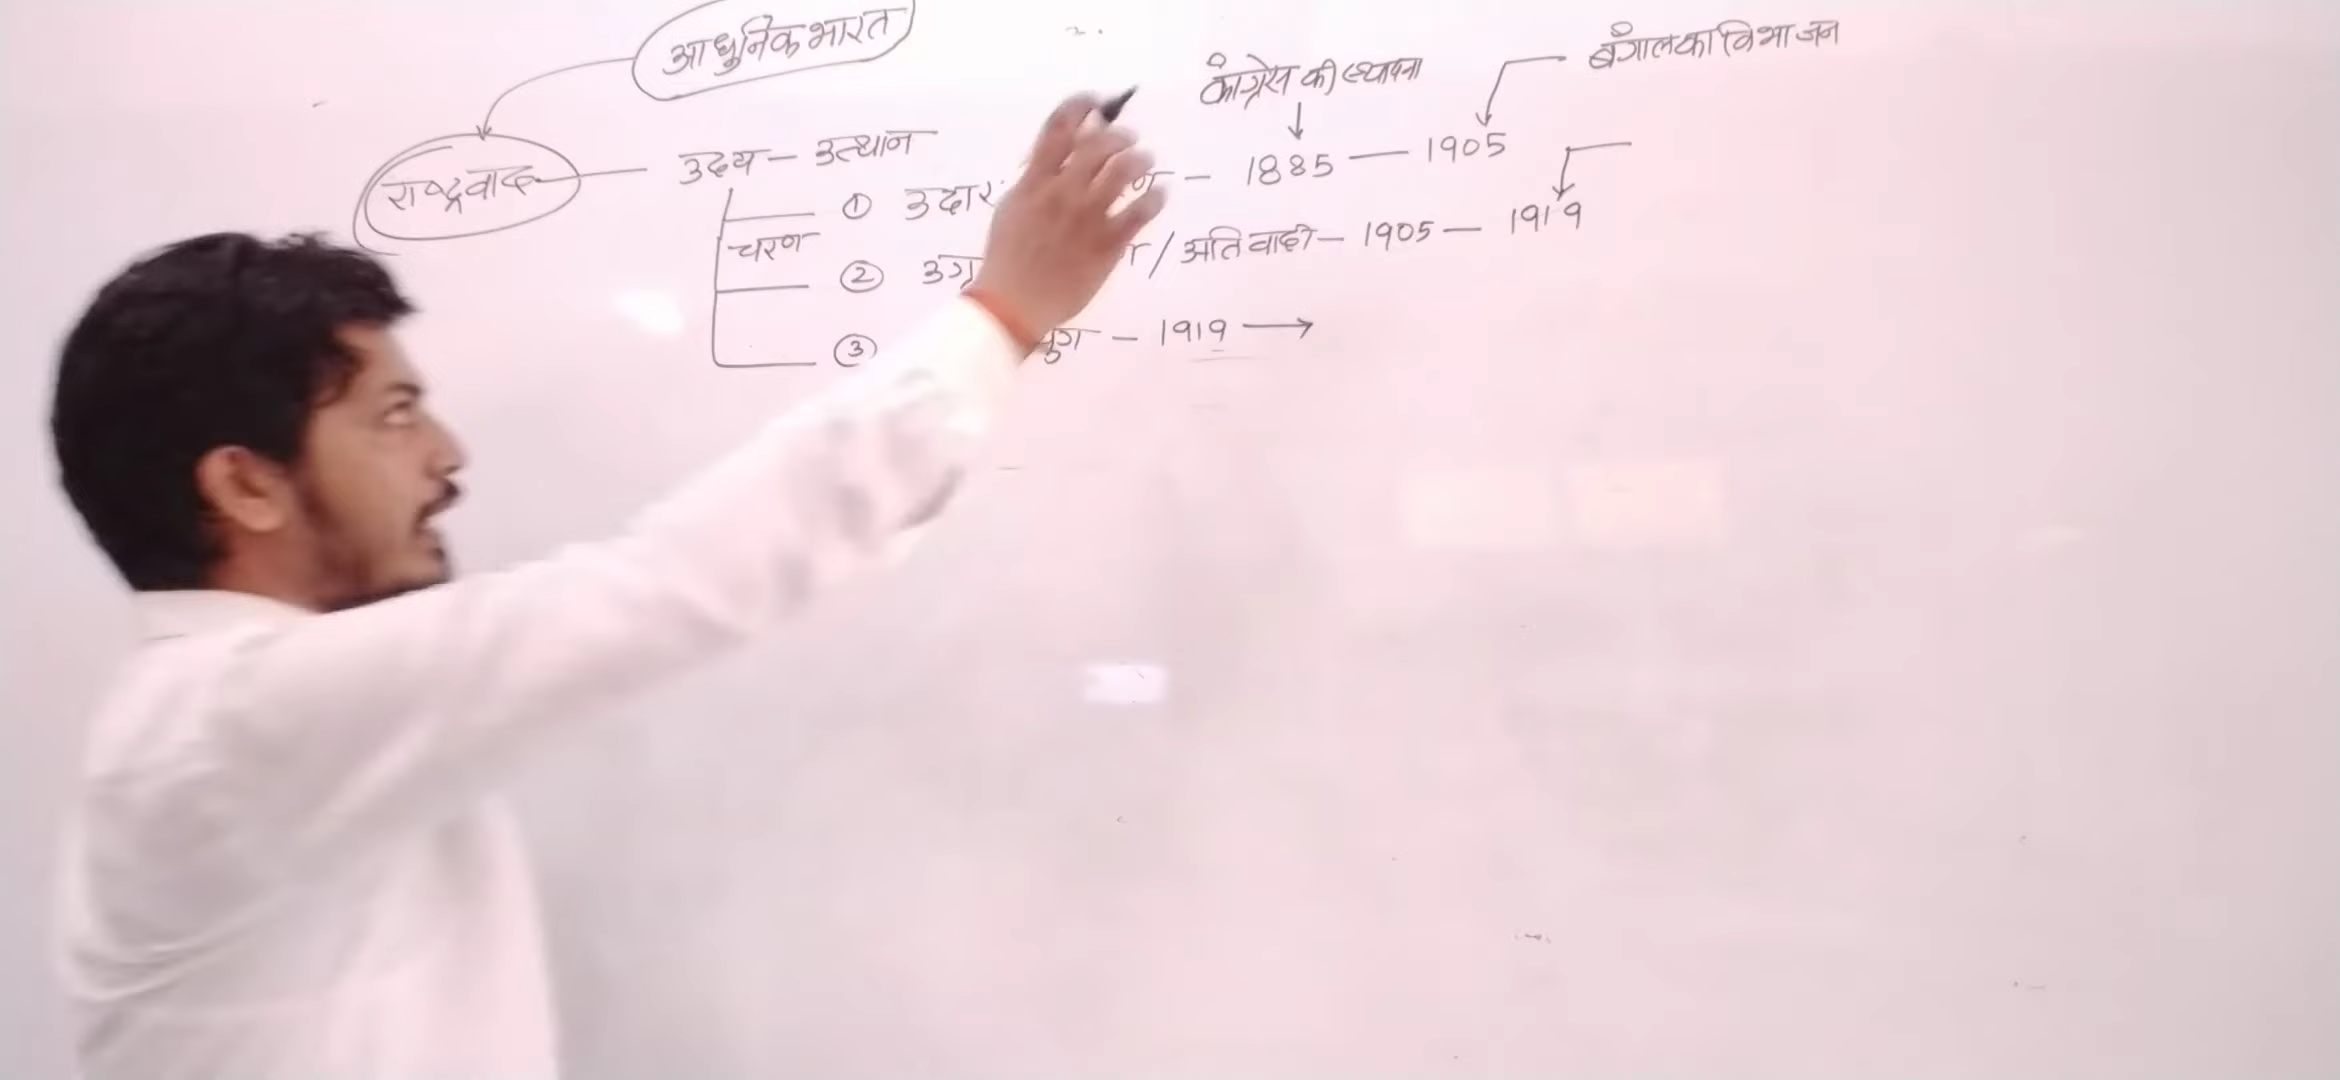 आधुनिक भारत
काँग्रेस की स्थापना
बंगाल का विभाजन
राष्ट्रवाद — उदय – उत्थान
चरण
① उदार – 1885 — 1905
② उग्र / अतिवादी – 1905 — 1919
③ युग – 1919 →